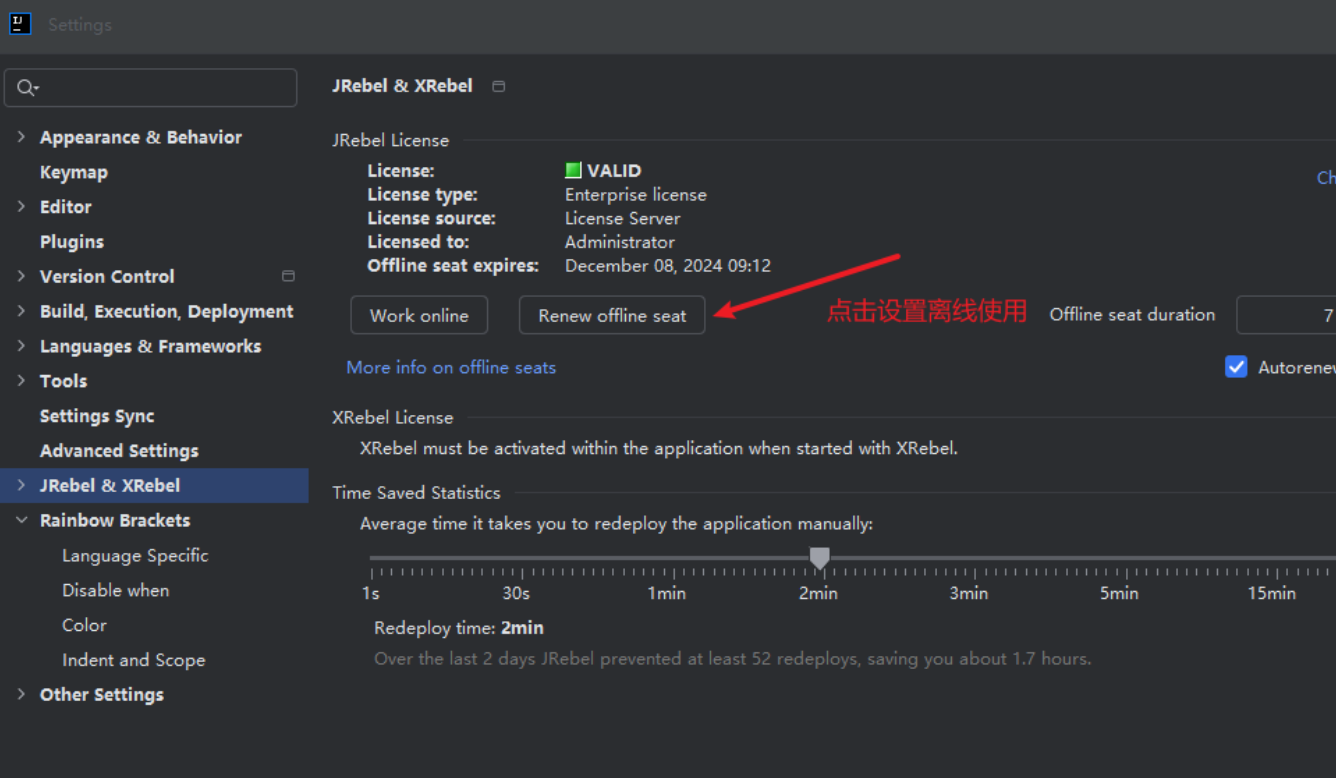 Settings
JRebel & XRebel
Appearance & Behavior
Keymap
Editor
Plugins
Version Control
Build, Execution, Deployment
Languages & Frameworks
Tools
Settings Sync
Advanced Settings
JRebel & XRebel
Rainbow Brackets
Language Specific
Disable when
Color
Indent and Scope
Other Settings
JRebel License
License: VALID
Ch
License type: Enterprise license
License source: License Server
Licensed to: Administrator
Offline seat expires: December 08, 2024 09:12
Work online Renew offline seat 点击设置离线使用 Offline seat duration 7
More info on offline seats Autorenew
XRebel License
XRebel must be activated within the application when started with XRebel.
Time Saved Statistics
Average time it takes you to redeploy the application manually:
1s 30s 1min 2min 3min 5min 15min
Redeploy time: 2min
Over the last 2 days JRebel prevented at least 52 redeploys, saving you about 1.7 hours.